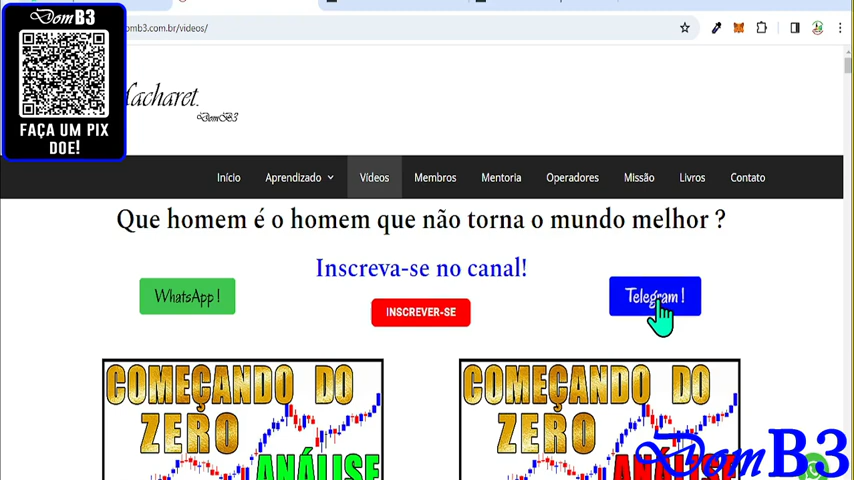 DomB3
FAÇA UM PIX
DOE!
omb3.com.br/videos/
Macharet.
DomB3
Início Aprendizado Vídeos Membros Mentoria Operadores Missão Livros Contato
Que homem é o homem que não torna o mundo melhor ?
Inscreva-se no canal!
WhatsApp !
INSCREVER-SE
Telegram !
COMEÇANDO DO
ZERO
ANÁLISE
COMEÇANDO DO
ZERO
ANÁLISE
DomB3